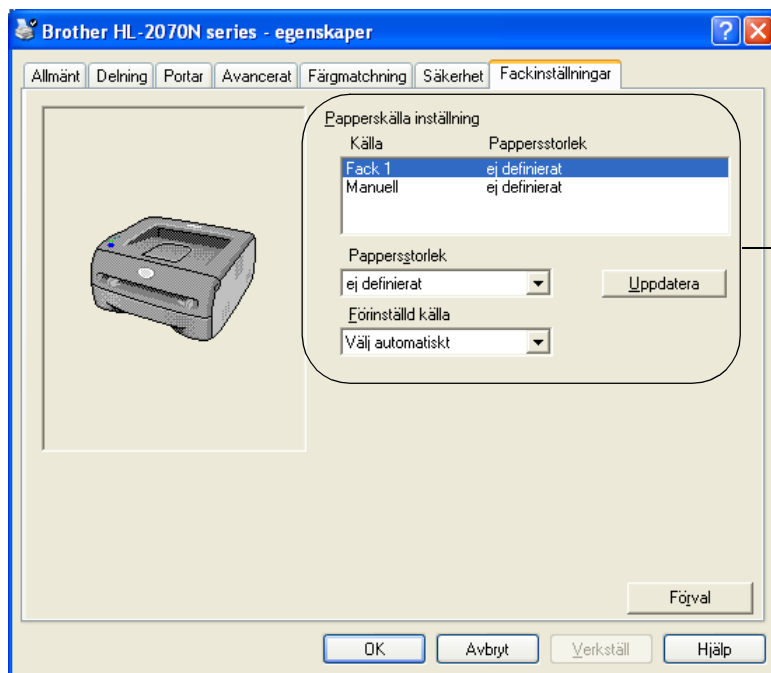 Brother HL-2070N series - egenskaper
Allmänt Delning Portar Avancerat Färgmatchning Säkerhet Fackinställningar
Papperskälla inställning
Källa Pappersstorlek
Fack 1 ej definierat
Manuell ej definierat
Pappersstorlek
ej definierat Uppdatera
Förinställd källa
Välj automatiskt
Förval
OK Avbryt Verkställ Hjälp